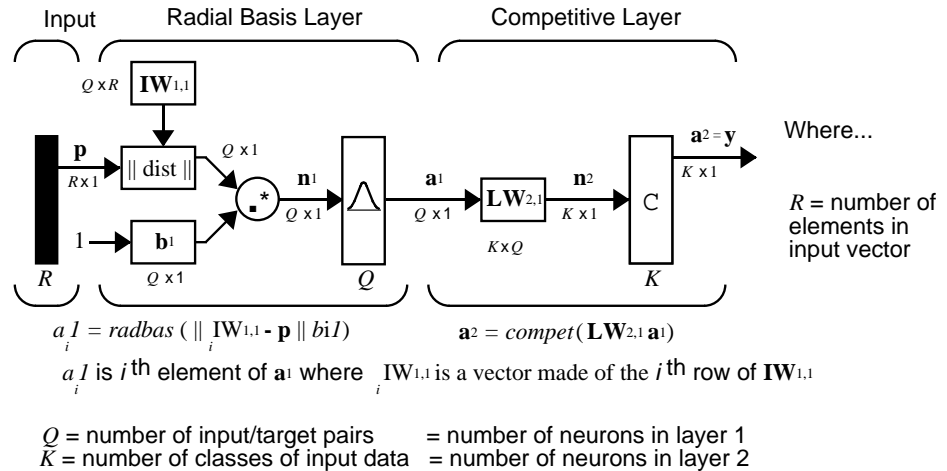 Input Radial Basis Layer Competitive Layer
Q x R IW1,1
p || dist || Q x 1 n1 a1 LW2,1 n2 C a2 = y Where...
R x 1 .* Q x 1 Q x 1 K x 1 K x 1
1 b1 K x Q
R = number of
elements in
input vector
R Q x 1 Q K
ai1 = radbas ( || iIW1,1 - p || bi1) a2 = compet( LW2,1 a1)
ai1 is i th element of a1 where iIW1,1 is a vector made of the i th row of IW1,1
Q = number of input/target pairs = number of neurons in layer 1
K = number of classes of input data = number of neurons in layer 2